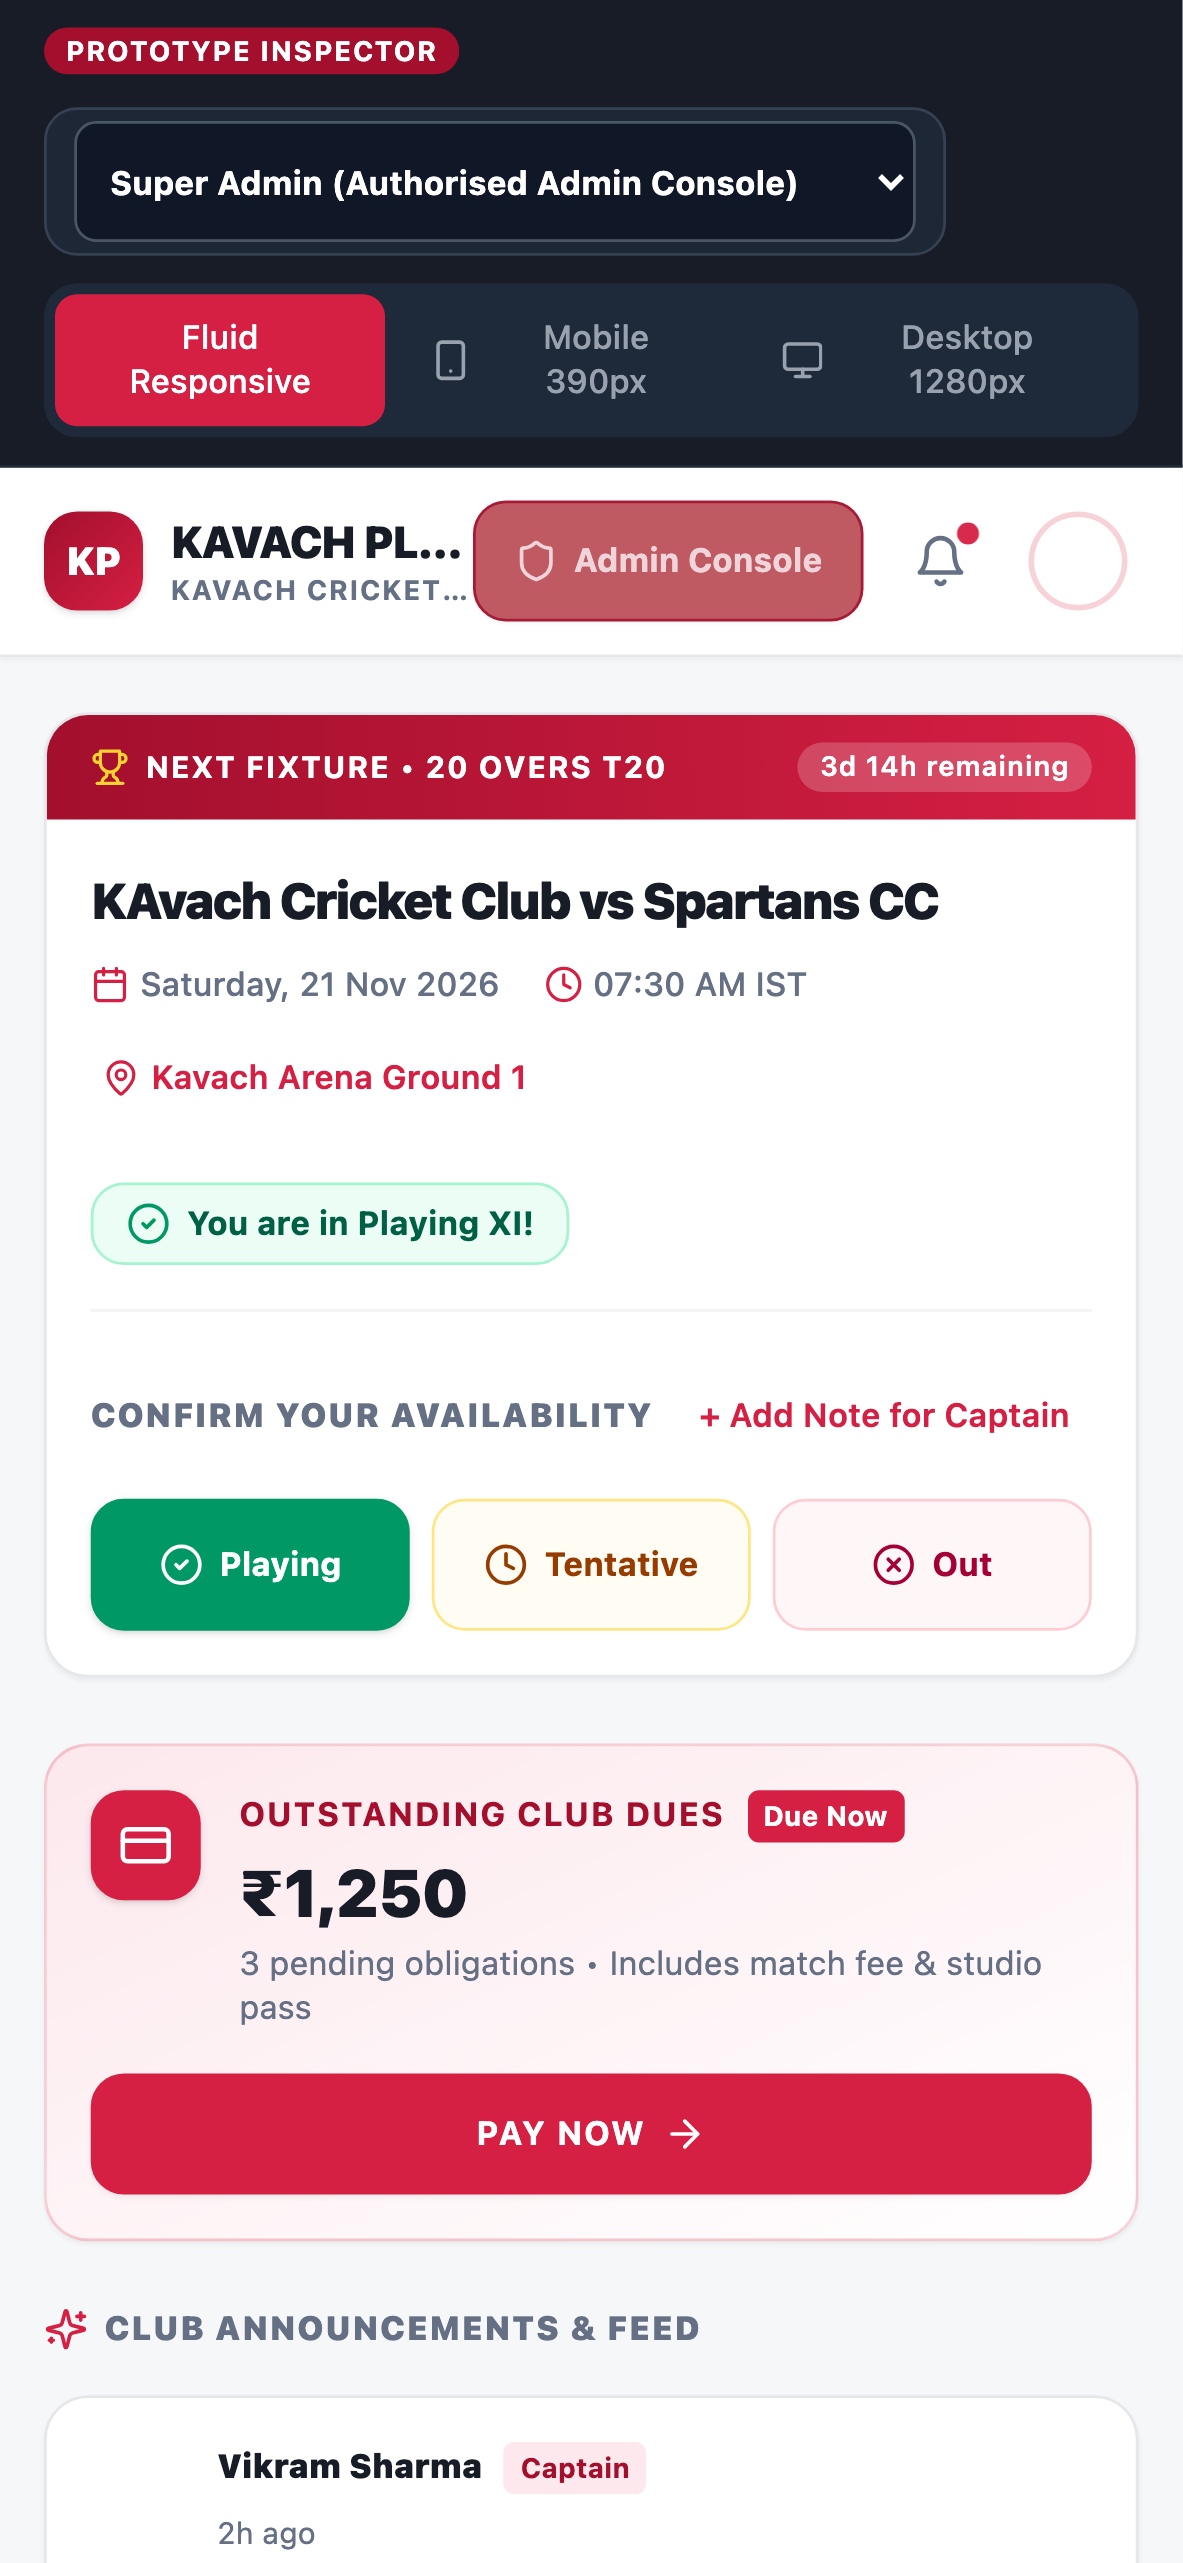 PROTOTYPE INSPECTOR
Super Admin (Authorised Admin Console)
Fluid
Responsive
Mobile
390px
Desktop
1280px
KP
KAVACH PL...
KAVACH CRICKET...
Admin Console
NEXT FIXTURE • 20 OVERS T20
3d 14h remaining
KAvach Cricket Club vs Spartans CC
Saturday, 21 Nov 2026
07:30 AM IST
Kavach Arena Ground 1
You are in Playing XI!
CONFIRM YOUR AVAILABILITY
+ Add Note for Captain
Playing
Tentative
Out
OUTSTANDING CLUB DUES
Due Now
₹1,250
3 pending obligations • Includes match fee & studio
pass
PAY NOW
CLUB ANNOUNCEMENTS & FEED
Vikram Sharma
Captain
2h ago